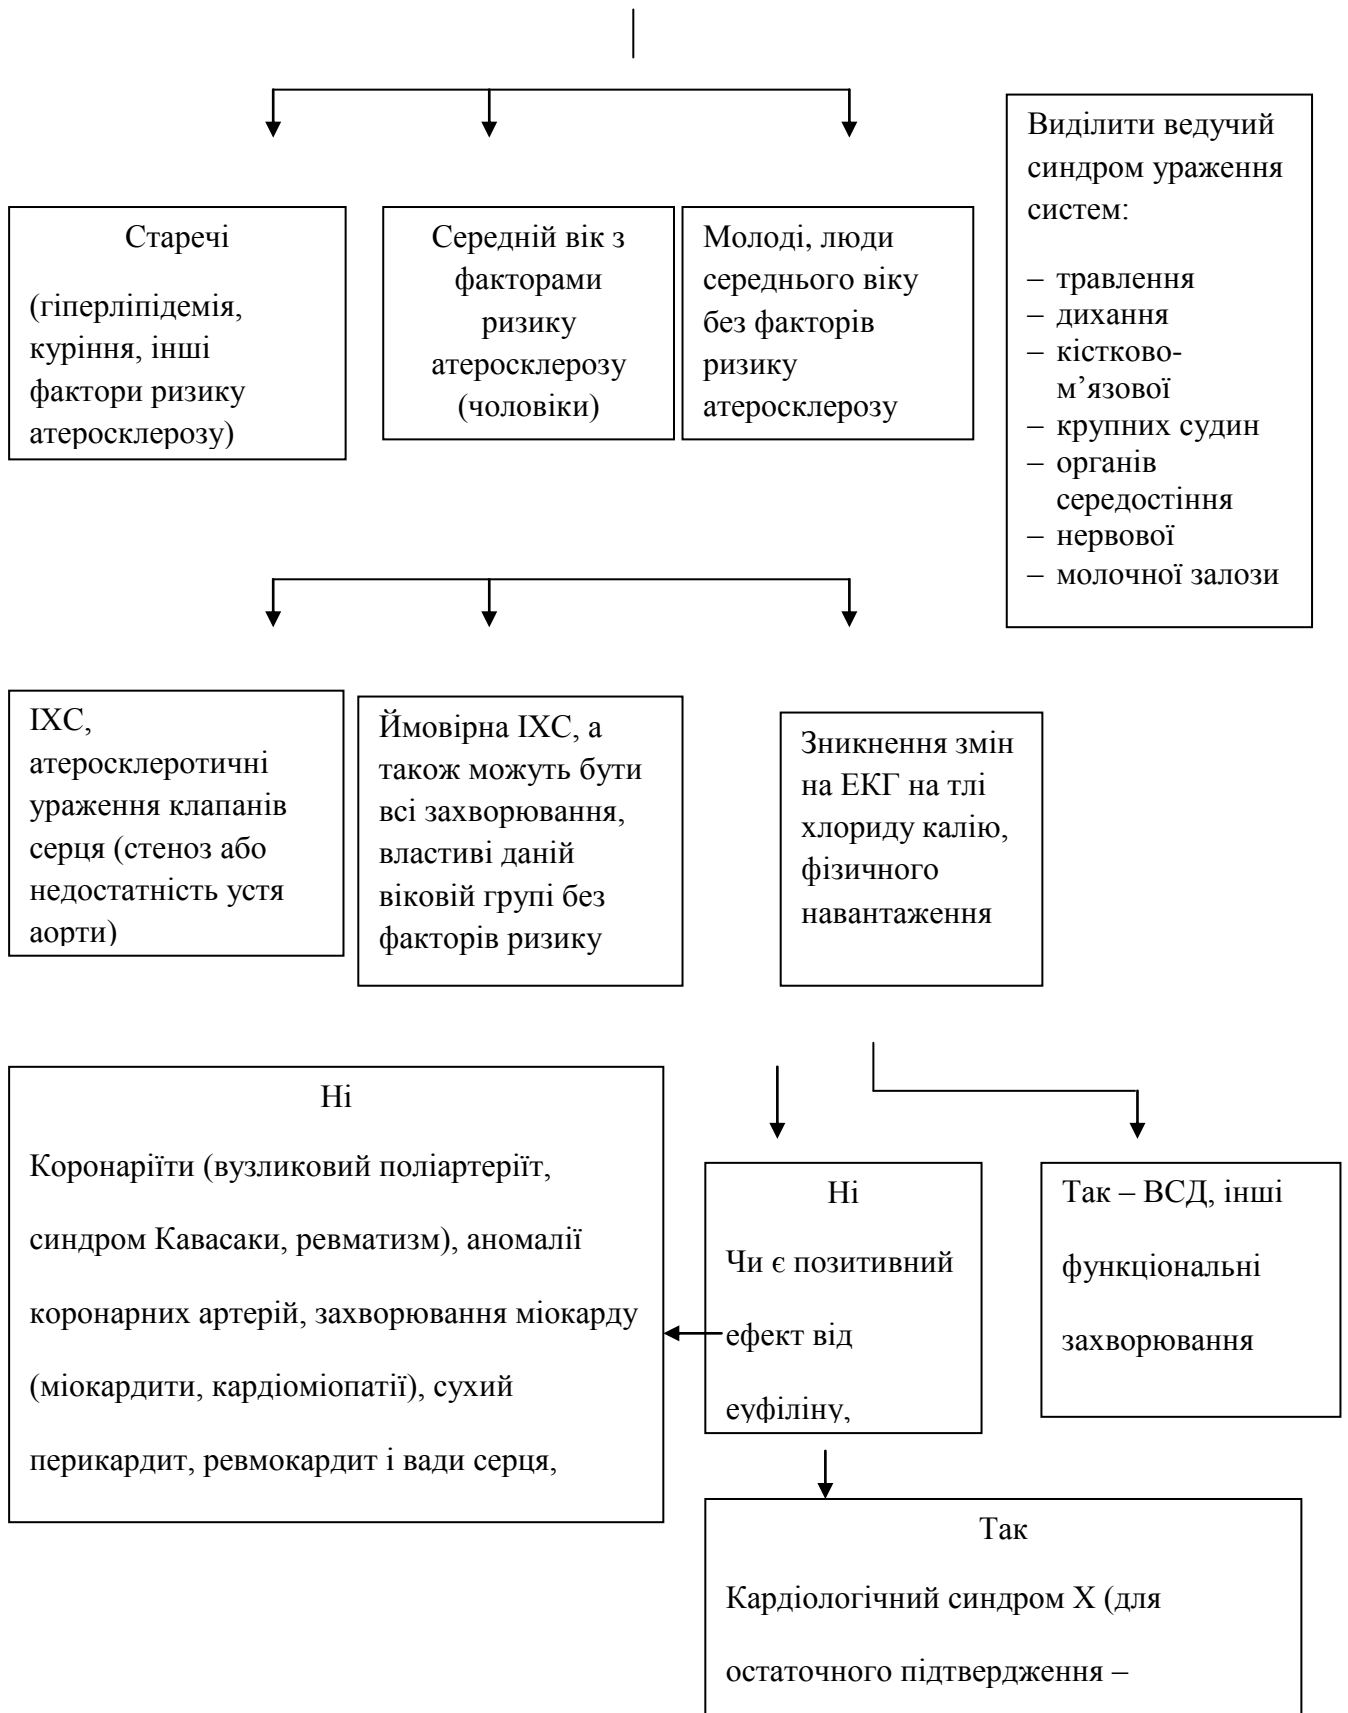 Старечі
(гіперліпідемія,
куріння, інші
фактори ризику
атеросклерозу)
Середній вік з
факторами
ризику
атеросклерозу
(чоловіки)
Молоді, люди
середнього віку
без факторів
ризику
атеросклерозу
Виділити ведучий
синдром ураження
систем:
– травлення
– дихання
– кістково-
м’язової
– крупних судин
– органів
середостіння
– нервової
– молочної залози
ІХС,
атеросклеротичні
ураження клапанів
серця (стеноз або
недостатність устя
аорти)
Ймовірна ІХС, а
також можуть бути
всі захворювання,
властиві даній
віковій групі без
факторів ризику
Зникнення змін
на ЕКГ на тлі
хлориду калію,
фізичного
навантаження
Ні
Коронаріїти (вузликовий поліартеріїт,
синдром Кавасаки, ревматизм), аномалії
коронарних артерій, захворювання міокарду
(міокардити, кардіоміопатії), сухий
перикардит, ревмокардит і вади серця,
Ні
Чи є позитивний
ефект від
еуфіліну,
Так – ВСД, інші
функціональні
захворювання
Так
Кардіологічний синдром Х (для
остаточного підтвердження –